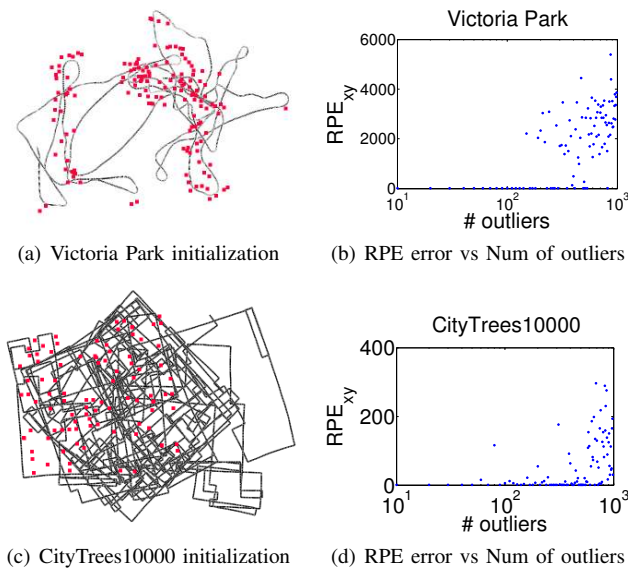 Victoria Park
6000
4000
2000
0
RPE_xy
10^1 10^2 10^3
# outliers
(a) Victoria Park initialization
(b) RPE error vs Num of outliers
CityTrees10000
400
200
0
RPE_xy
10^1 10^2 10^3
# outliers
(c) CityTrees10000 initialization
(d) RPE error vs Num of outliers